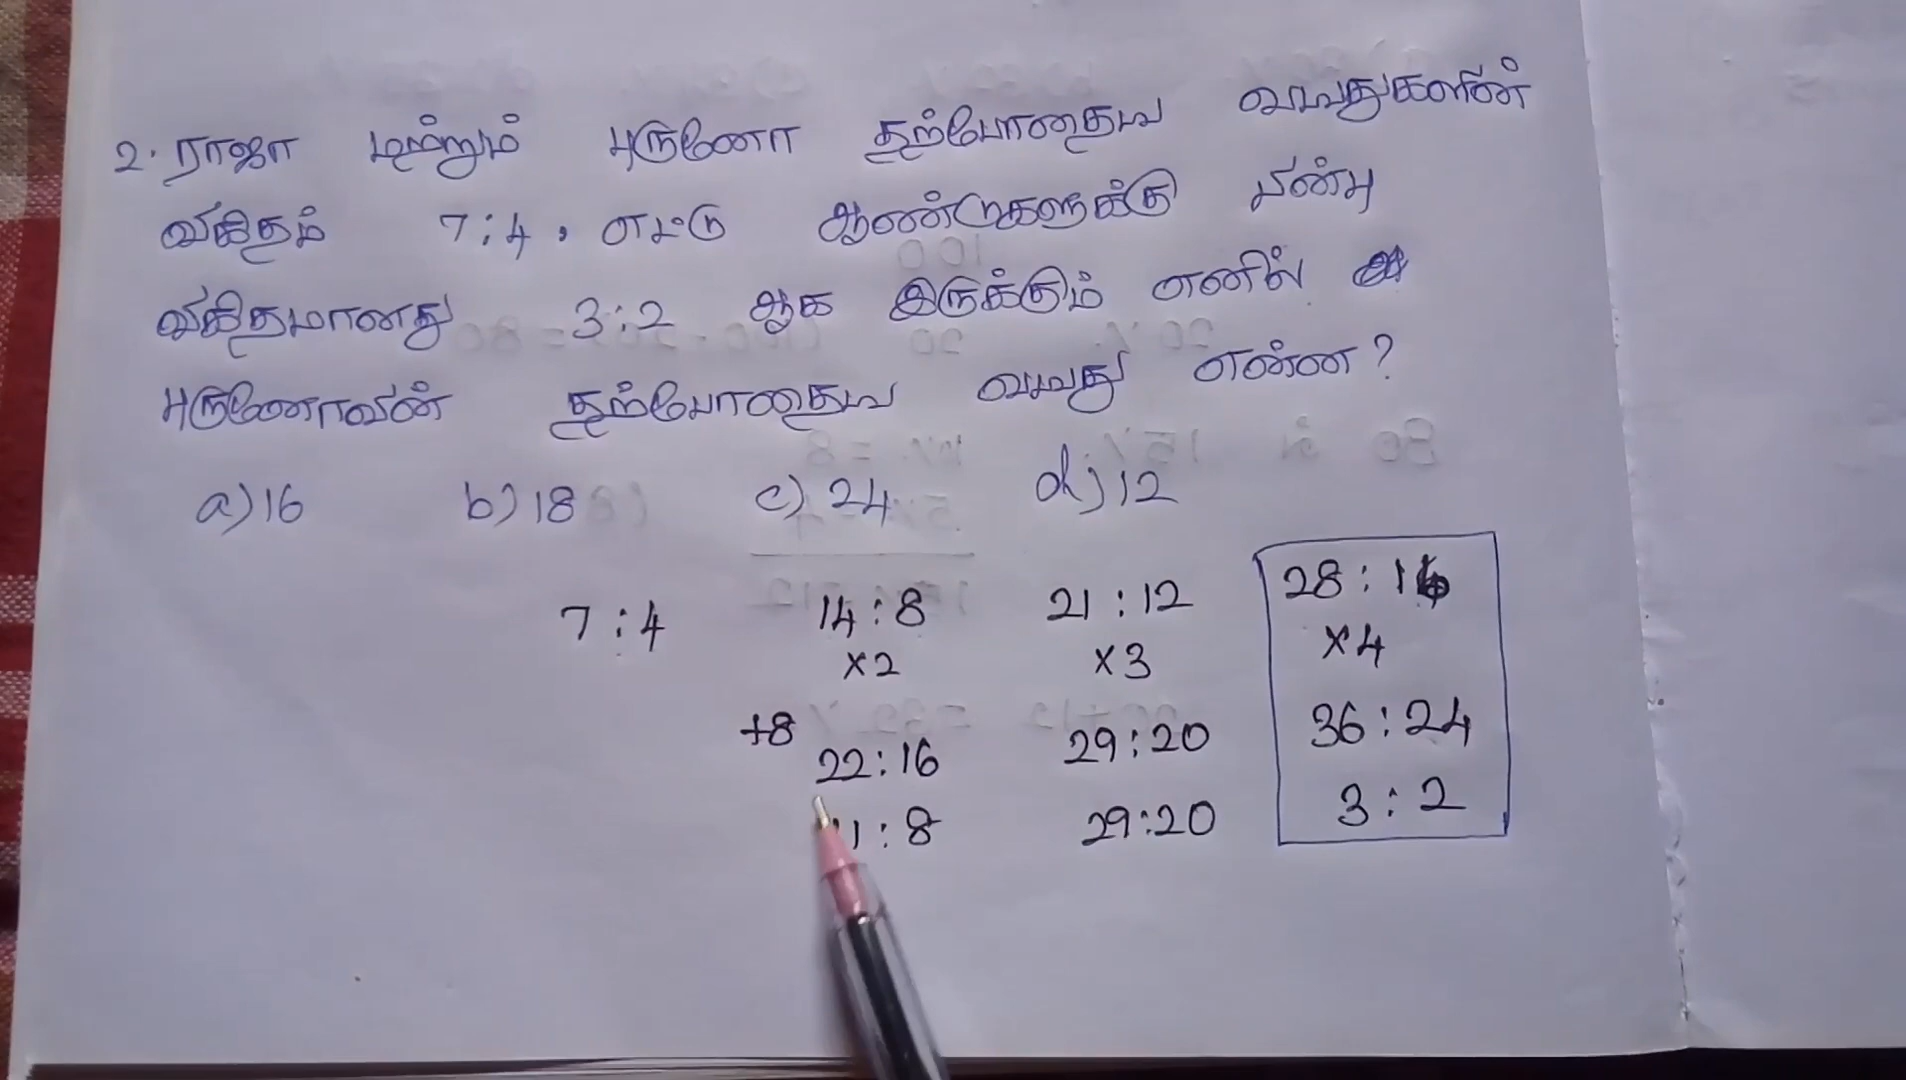 2. ராஜா மற்றும் புருணோ தற்போதைய வயதுகளின்
விகிதம் 7:4, எட்டு ஆண்டுகளுக்கு பின்பு
விகிதமானது 3:2 ஆக இருக்கும் எனில்
புருணோவின் தற்போதைய வயது என்ன?
a) 16 b) 18 c) 24 d) 12
7 : 4 14 : 8 21 : 12 28 : 16
×2 ×3 ×4
+8 22 : 16 29 : 20 36 : 24
11 : 8 29 : 20 3 : 2